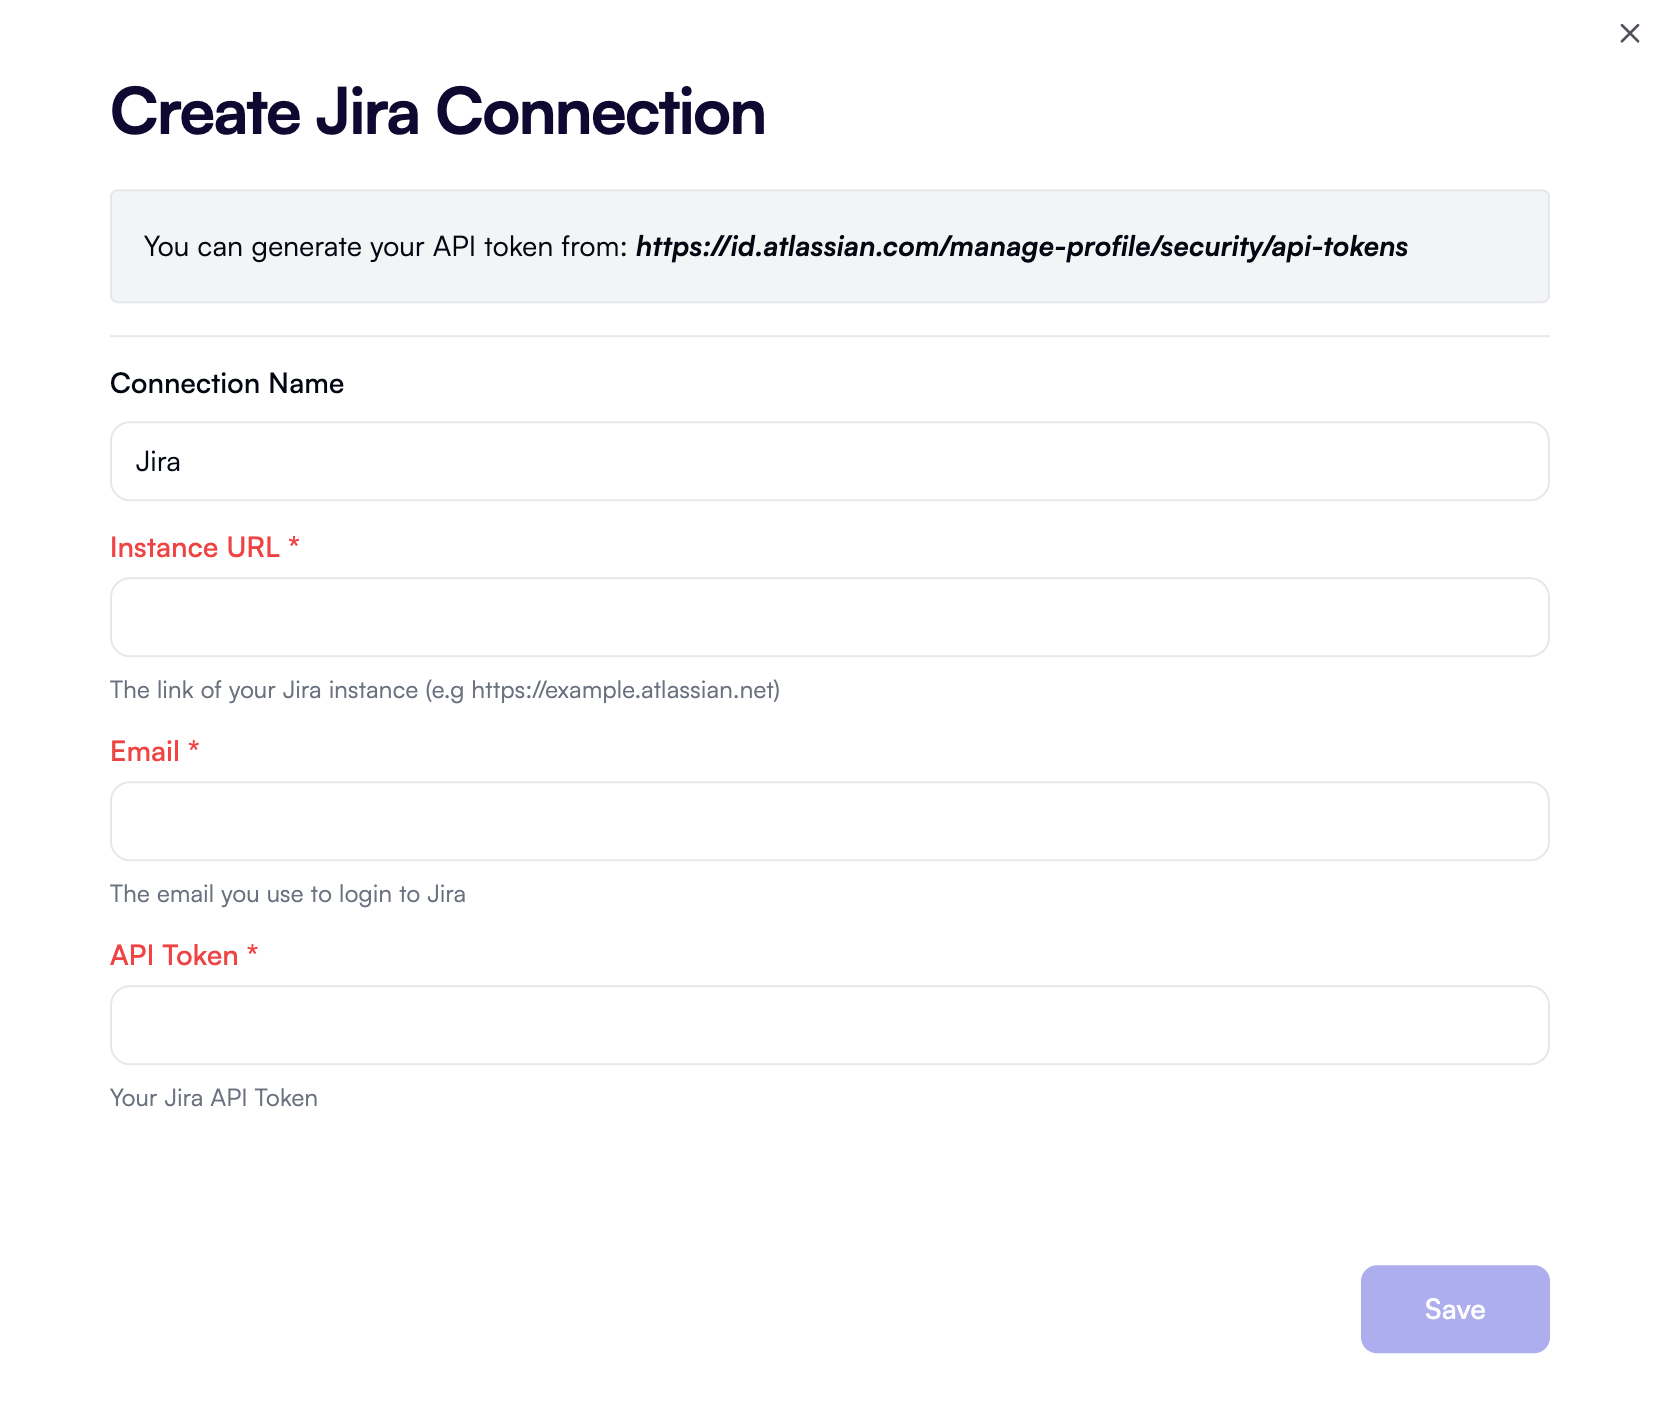 Create Jira Connection
You can generate your API token from: https://id.atlassian.com/manage-profile/security/api-tokens
Connection Name
Jira
Instance URL *
The link of your Jira instance (e.g https://example.atlassian.net)
Email *
The email you use to login to Jira
API Token *
Your Jira API Token
Save